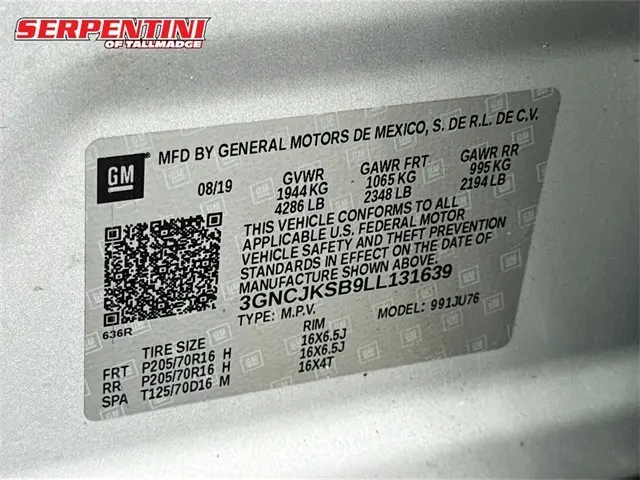 SERPENTINI
OF TALLMADGE
GM
MFD BY GENERAL MOTORS DE MEXICO, S. DE R.L. DE C.V.
08/19 GVWR GAWR FRT GAWR RR
1944 KG 1065 KG 995 KG
4286 LB 2348 LB 2194 LB
THIS VEHICLE CONFORMS TO ALL
APPLICABLE U.S. FEDERAL MOTOR
VEHICLE SAFETY AND THEFT PREVENTION
STANDARDS IN EFFECT ON THE DATE OF
MANUFACTURE SHOWN ABOVE.
3GNCJKSB9LL131639
TYPE: M.P.V. MODEL: 991JU76
636R
TIRE SIZE RIM
FRT P205/70R16 H 16X6.5J
RR P205/70R16 H 16X6.5J
SPA T125/70D16 M 16X4T